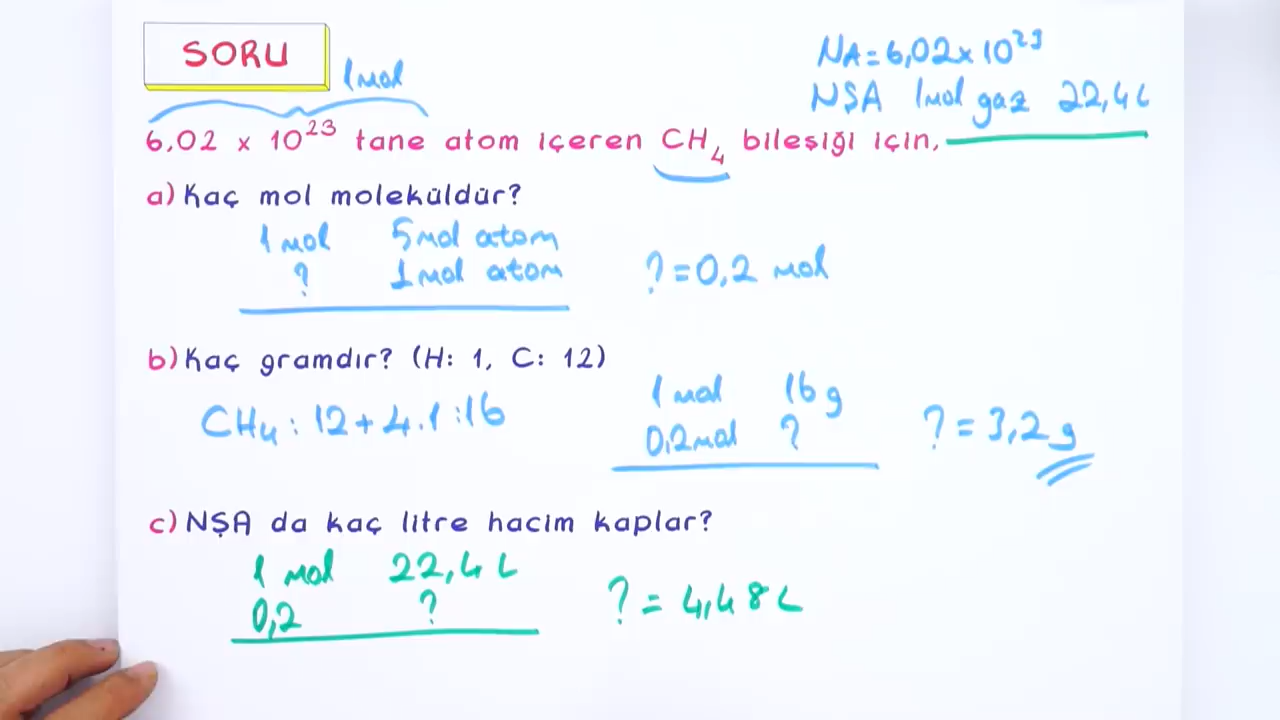 SORU
1mol
NA=6,02x10²³
NŞA 1mol gaz 22,4L
6,02 x 10²³ tane atom içeren CH₄ bileşiği için,
a) Kaç mol moleküldür?
1 mol 5mol atom
? 1mol atom
?=0,2 mol
b) Kaç gramdır? (H: 1, C: 12)
CH₄: 12+4.1:16
1 mol 16g
0,2mol ?
?=3,2g
c) NŞA da kaç litre hacim kaplar?
1 mol 22,4 L
0,2 ?
?= 4,48 L